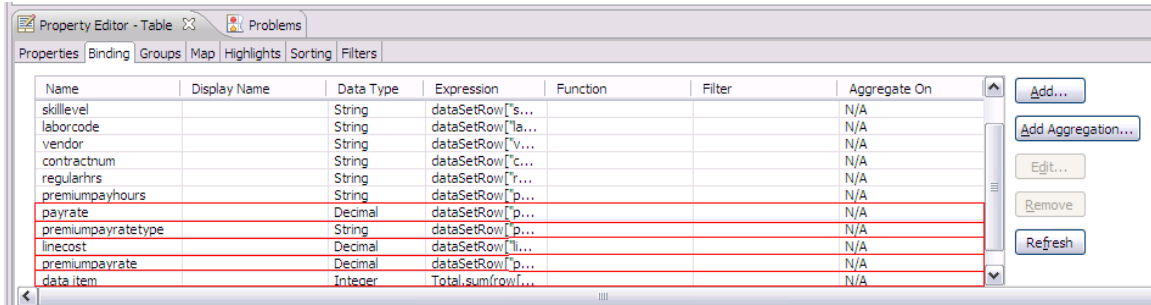 Property Editor - Table Problems
Properties Binding Groups Map Highlights Sorting Filters
Name Display Name Data Type Expression Function Filter Aggregate On
Add...
skilllevel String dataSetRow["s... N/A
laborcode String dataSetRow["la... N/A
Add Aggregation...
vendor String dataSetRow["v... N/A
contractnum String dataSetRow["c... N/A
Edit...
regularhrs String dataSetRow["r... N/A
premiumpayhours String dataSetRow["p... N/A
Remove
payrate Decimal dataSetRow["p... N/A
premiumpayratetype String dataSetRow["p... N/A
Refresh
linecost Decimal dataSetRow["li... N/A
premiumpayrate Decimal dataSetRow["p... N/A
data item Integer Total.sum(row[... N/A